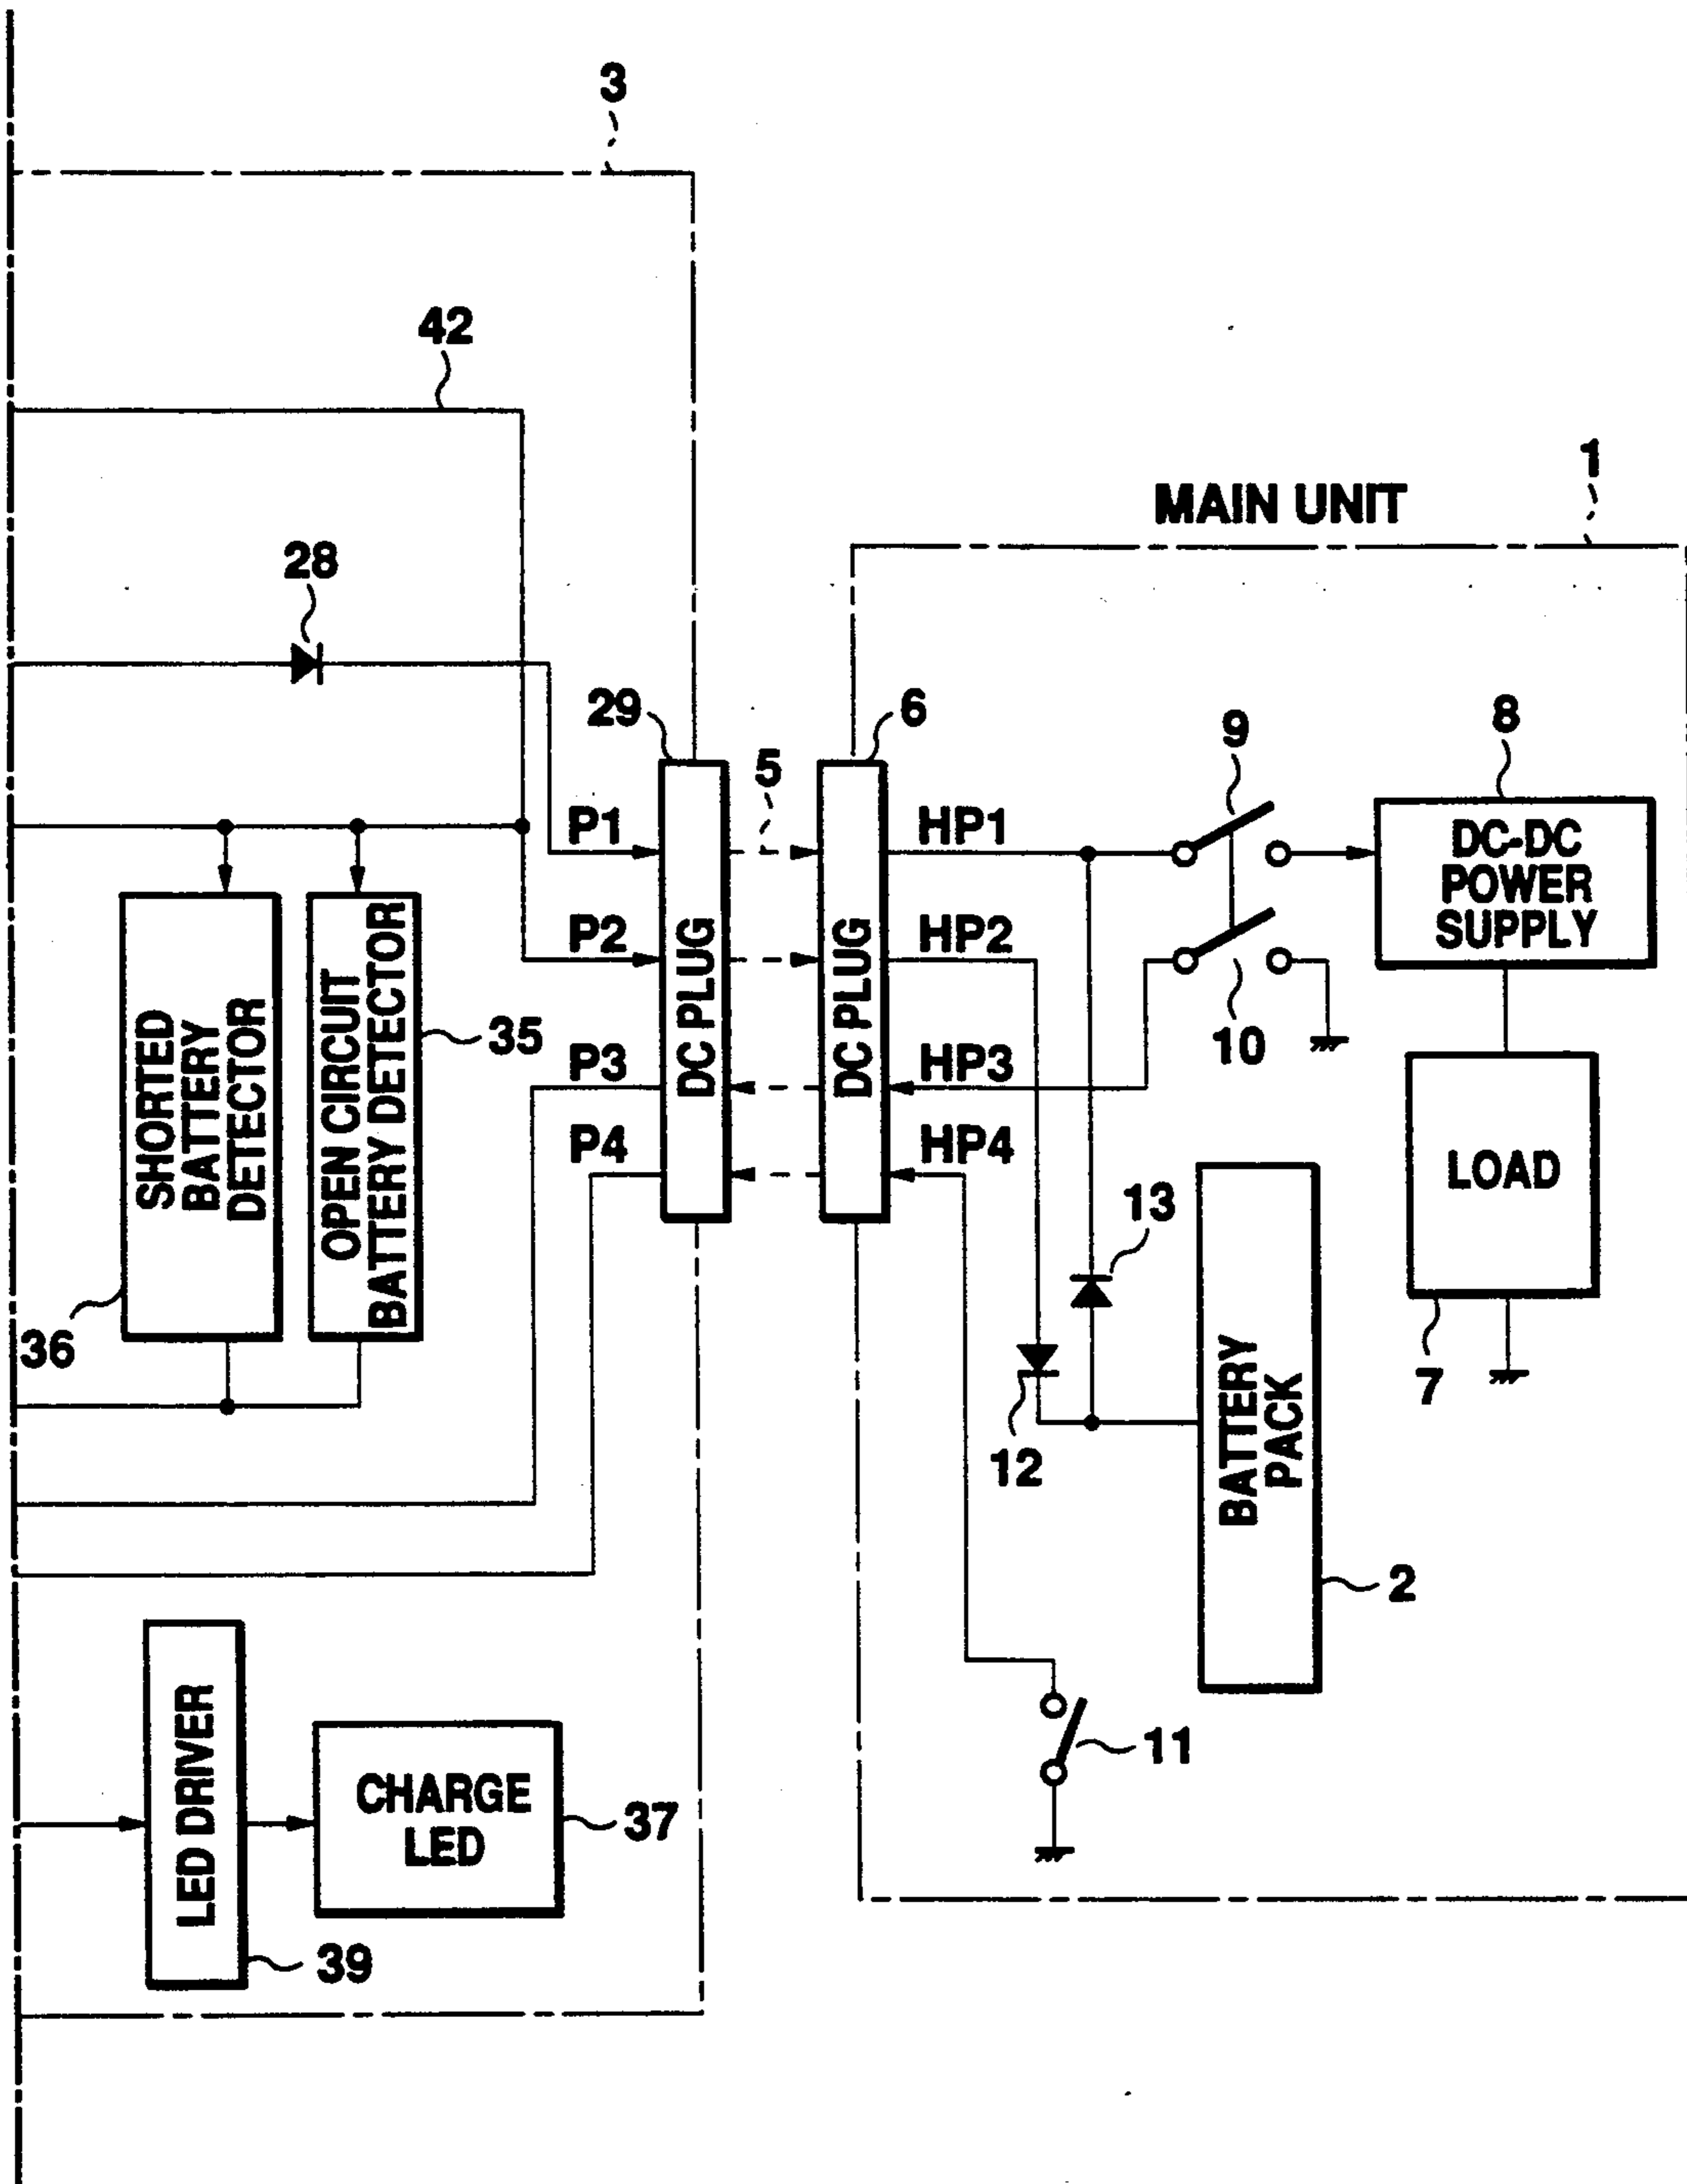 3
42
1
MAIN UNIT
28
29
6
5
9
8
P1
HP1
DC-DC
POWER
SUPPLY
P2
HP2
DC PLUG
DC PLUG
10
SHORTED
BATTERY
DETECTOR
OPEN CIRCUIT
BATTERY DETECTOR
35
P3
HP3
P4
HP4
LOAD
13
36
7
12
BATTERY
PACK
2
LED DRIVER
11
CHARGE
LED
37
39